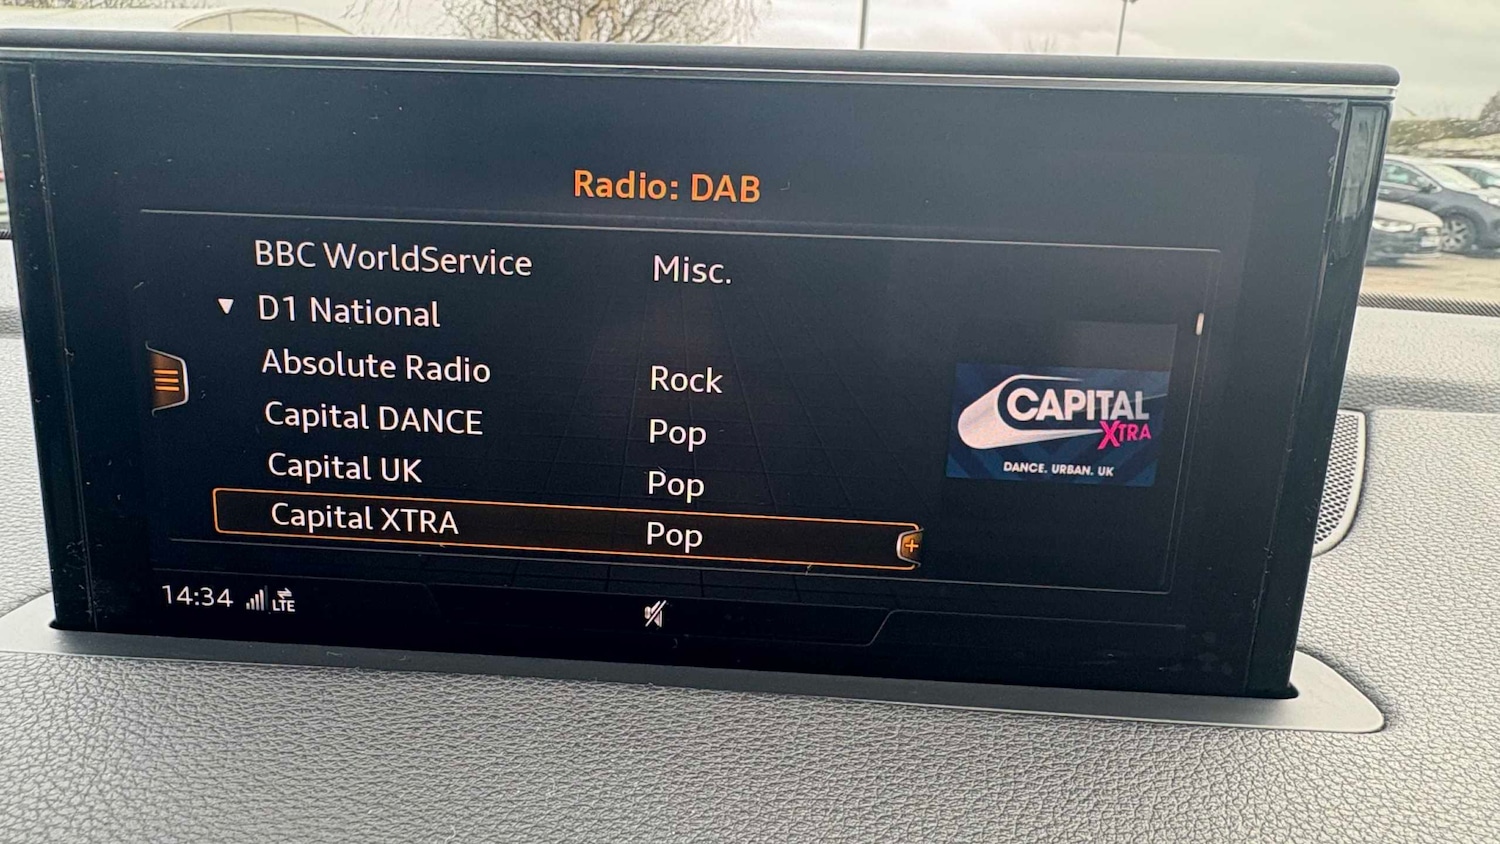 Radio: DAB
BBC WorldService Misc.
▼ D1 National
Absolute Radio Rock
Capital DANCE Pop
Capital UK Pop
Capital XTRA Pop
CAPITAL
XTRA
DANCE. URBAN. UK
14:34 LTE